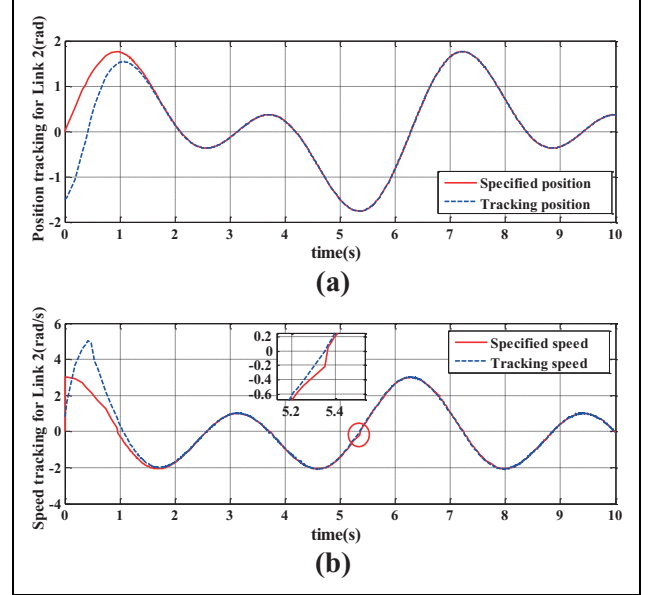 Position tracking for Link 2(rad)
2
1
0
-1
-2
Specified position
Tracking position
0 1 2 3 4 5 6 7 8 9 10
time(s)
(a)
Speed tracking for Link 2(rad/s)
6
4
2
0
-2
-4
0.2
0
-0.2
-0.4
-0.6
5.2 5.4
Specified speed
Tracking speed
0 1 2 3 4 5 6 7 8 9 10
time(s)
(b)